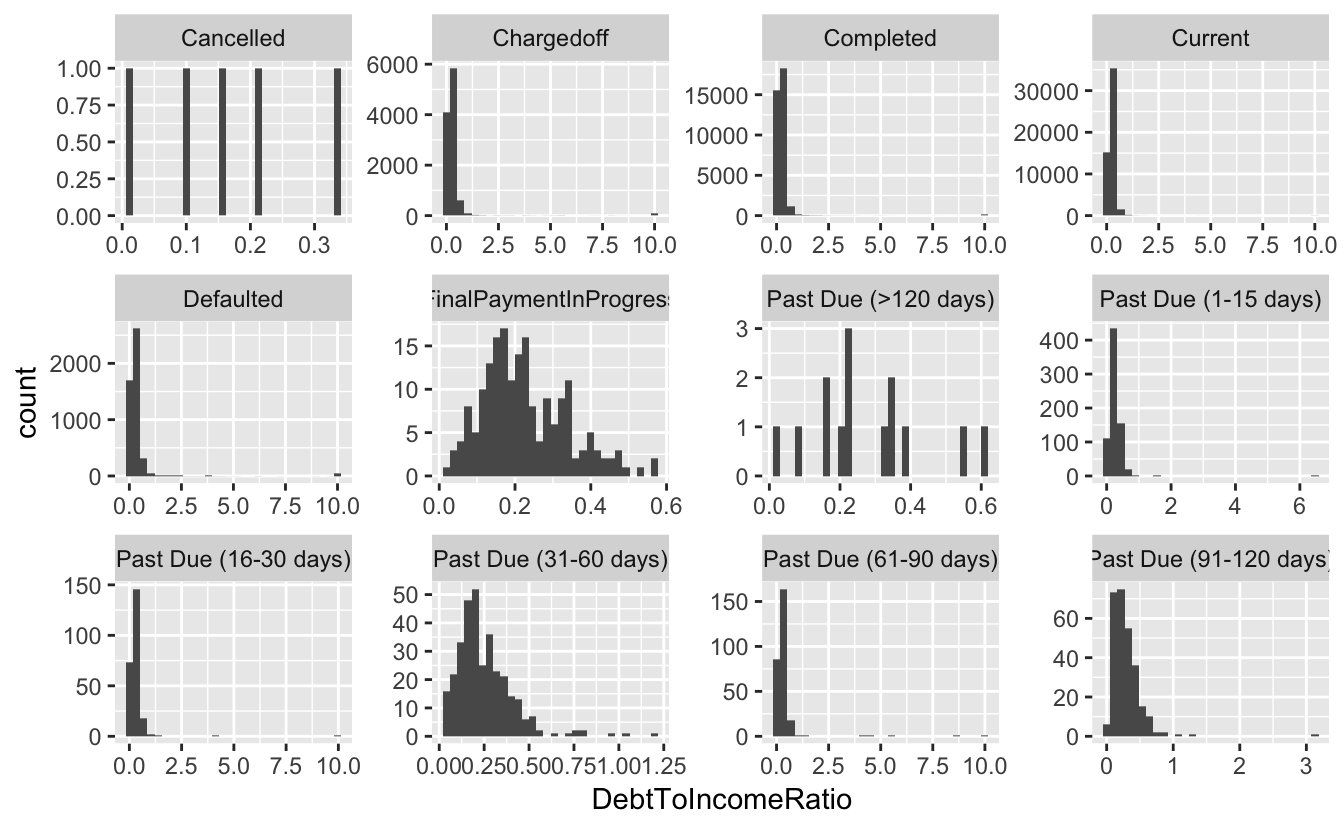 Cancelled Chargedoff Completed Current
1.00 6000
0.75 4000 15000 30000
0.50 10000 20000
0.25 2000 5000 10000
0.00 0 0 0
0.0 0.1 0.2 0.3 0.0 2.5 5.0 7.5 10.0 0.0 2.5 5.0 7.5 10.0 0.0 2.5 5.0 7.5 10.0
Defaulted FinalPaymentInProgress Past Due (>120 days) Past Due (1-15 days)
2000 15 3 400
1000 10 2 300
5 1 200
100
0 0 0 0
0.0 2.5 5.0 7.5 10.0 0.0 0.2 0.4 0.6 0.0 0.2 0.4 0.6 0 2 4 6
count
Past Due (16-30 days) Past Due (31-60 days) Past Due (61-90 days) Past Due (91-120 days)
150 50 150 60
100 40 100 40
50 30 50 20
20
10
0 0 0 0
0.0 2.5 5.0 7.5 10.0 0.00 0.25 0.50 0.75 1.00 1.25 0.0 2.5 5.0 7.5 10.0 0 1 2 3
DebtToIncomeRatio